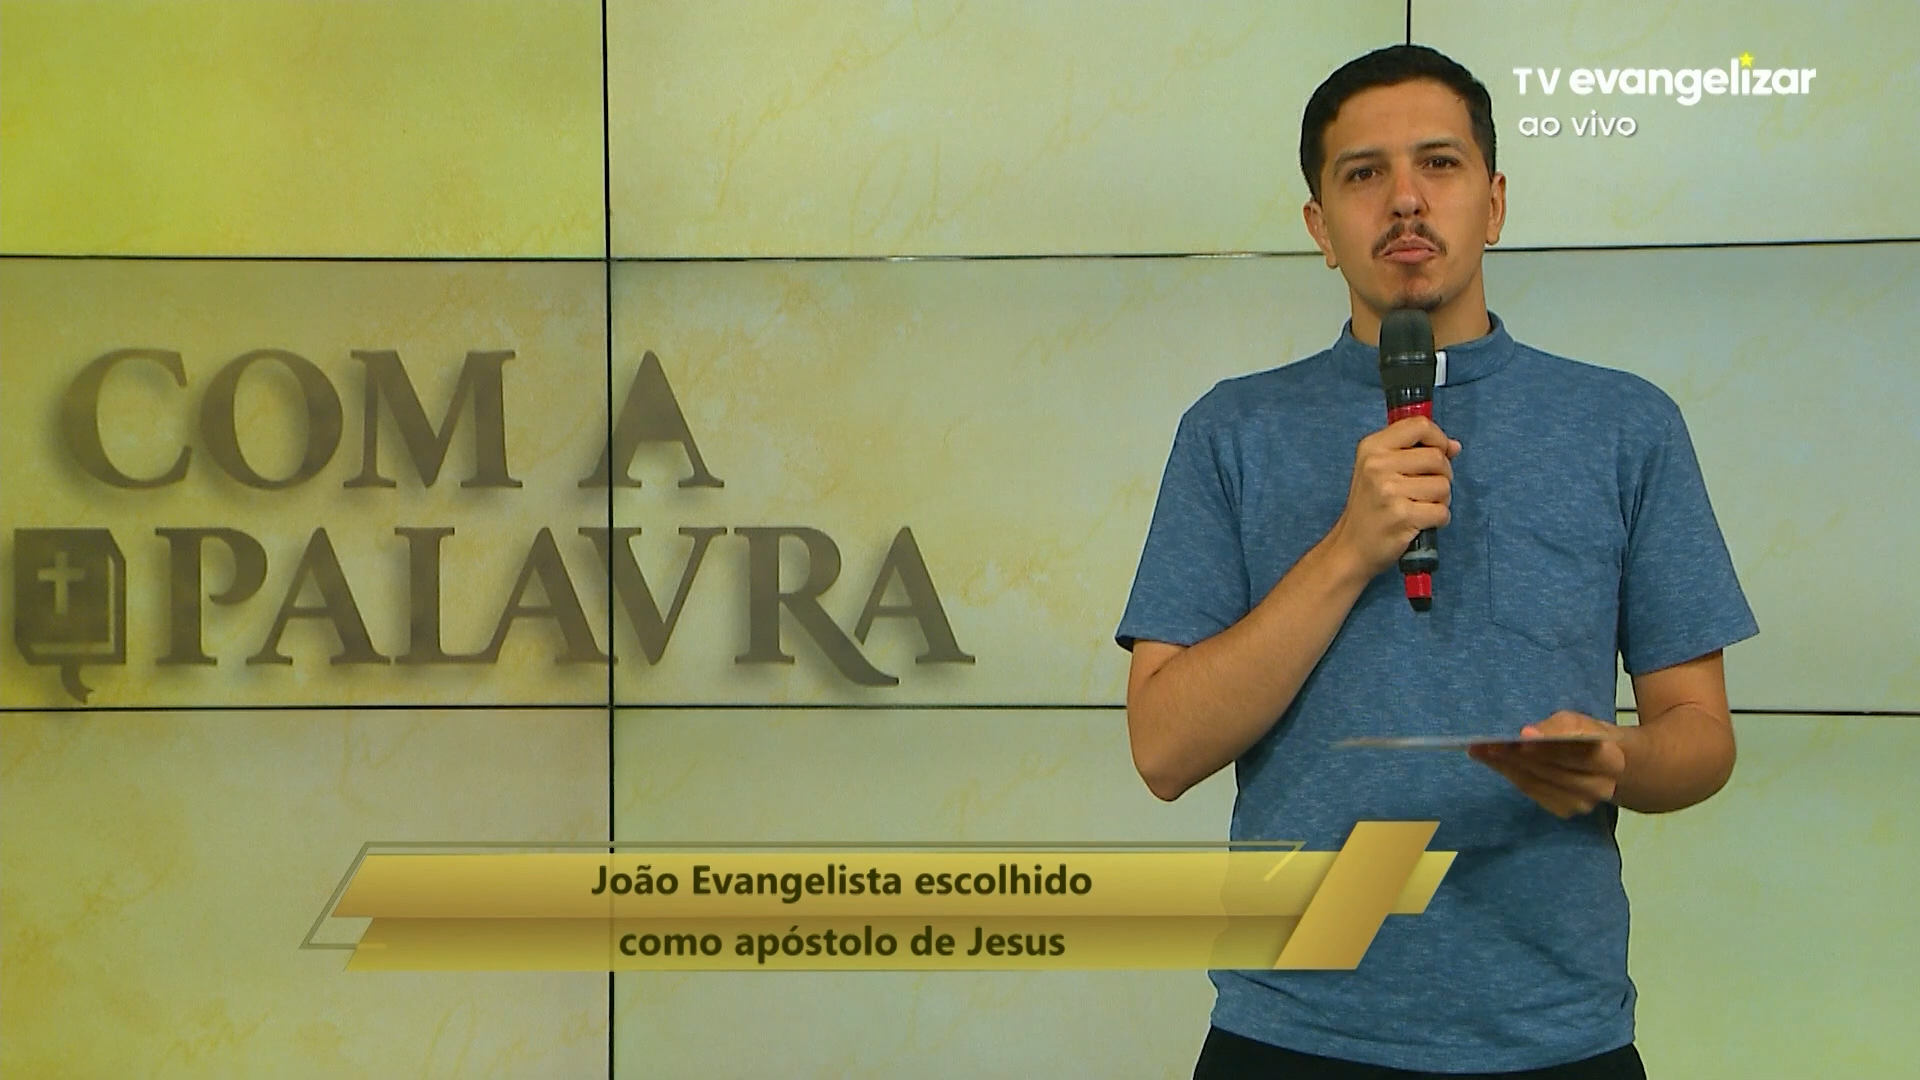 TV evangelizar
ao vivo
COM A
PALAVRA
João Evangelista escolhido
como apóstolo de Jesus